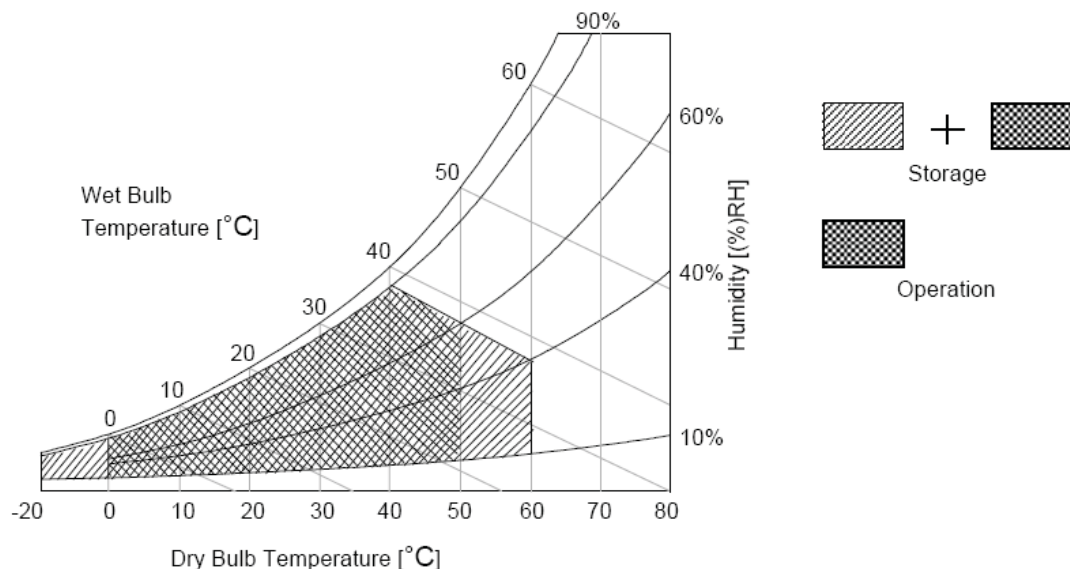 90%
60
60%
50
Storage
Wet Bulb
Temperature [°C]
40
40%
Humidity [(%)RH]
Operation
30
20
10
0
10%
-20 0 10 20 30 40 50 60 70 80
Dry Bulb Temperature [°C]